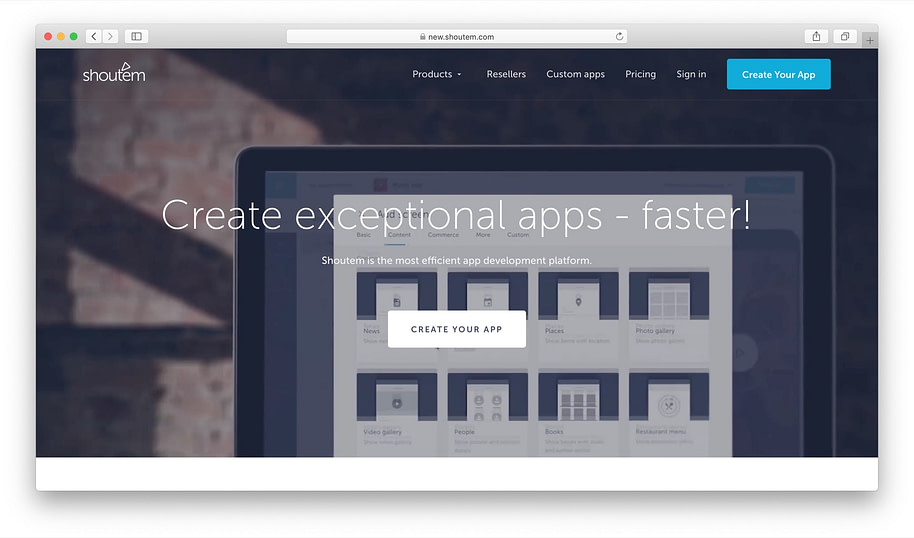 new.shoutem.com
shoutem
Products
Resellers
Custom apps
Pricing
Sign in
Create Your App
Create exceptional apps - faster!
Add screen
Basic
Content
Commerce
More
Custom
Shoutem is the most efficient app development platform.
CREATE YOUR APP
News
Places
Photo gallery
Video gallery
People
Books
Restaurant menu